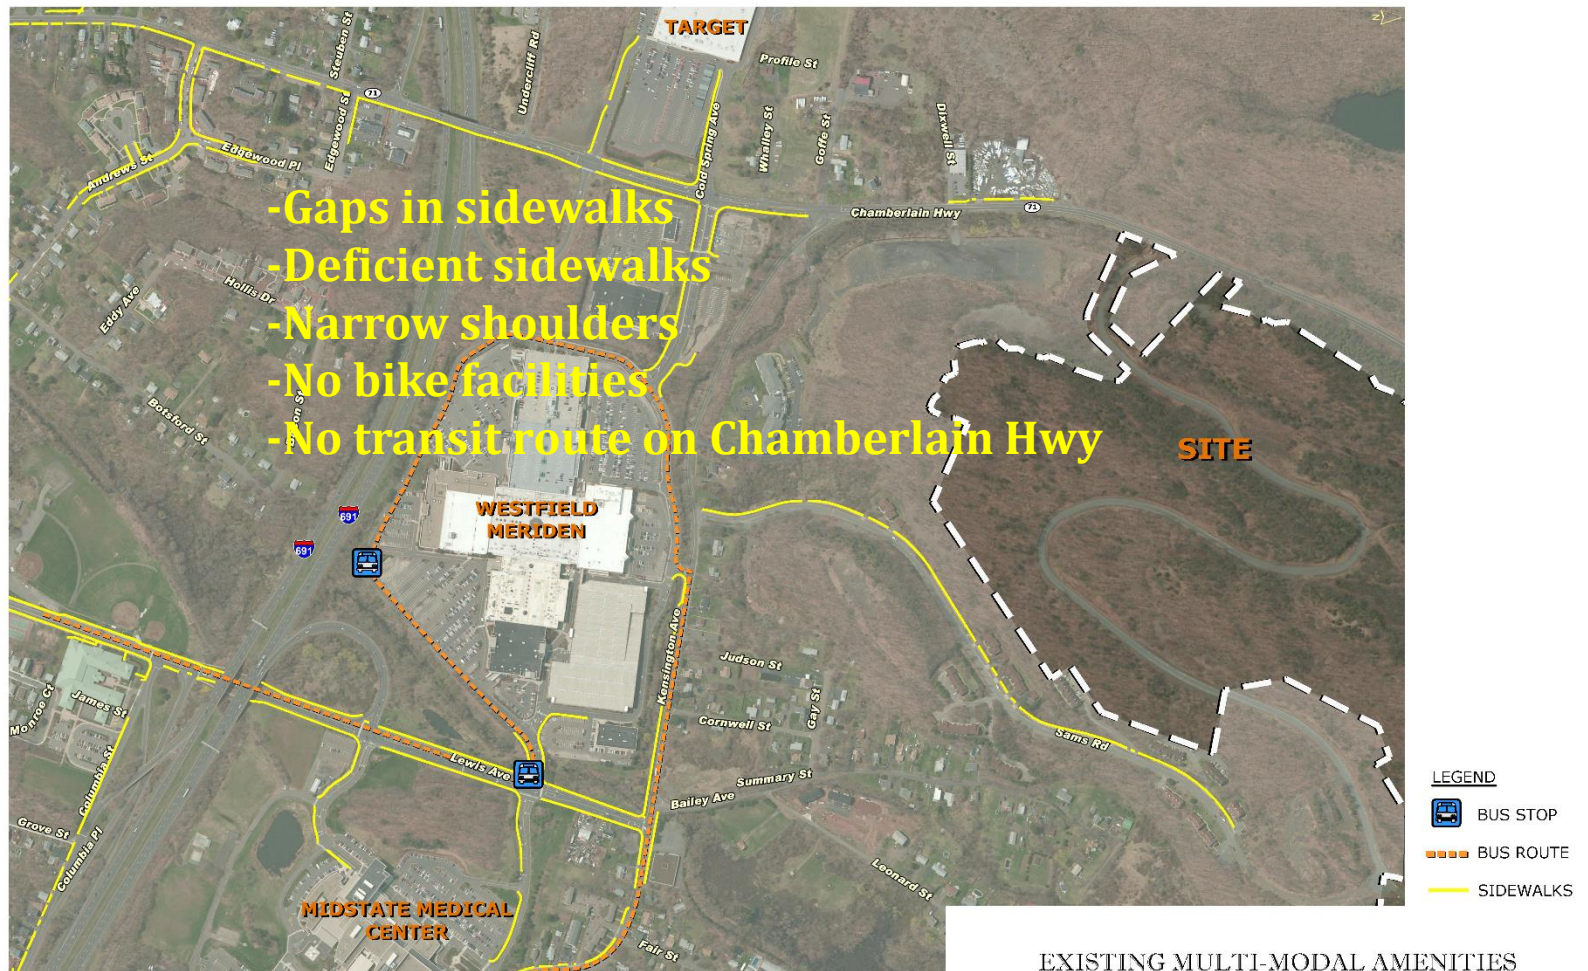 TARGET
Profile St
Steuben St
Undercliff Rd
71
Edgewood St
Edgewood Pl
Andrews St
Cold Spring Ave
Whalley St
Goffe St
Dixwell St
Chamberlain Hwy
71
-Gaps in sidewalks
-Deficient sidewalks
-Narrow shoulders
-No bike facilities
-No transit route on Chamberlain Hwy
Hollis Dr
Eddy Ave
Botsford St
on St
SITE
WESTFIELD
MERIDEN
691
691
Kensington Ave
Judson St
Gay St
Cornwell St
Sams Rd
Summary St
Bailey Ave
Lewis Ave
Monroe Ct
James St
Columbia St
Grove St
Columbia Pl
Leonard St
MIDSTATE MEDICAL
CENTER
Fair St
LEGEND
BUS STOP
BUS ROUTE
SIDEWALKS
EXISTING MULTI-MODAL AMENITIES